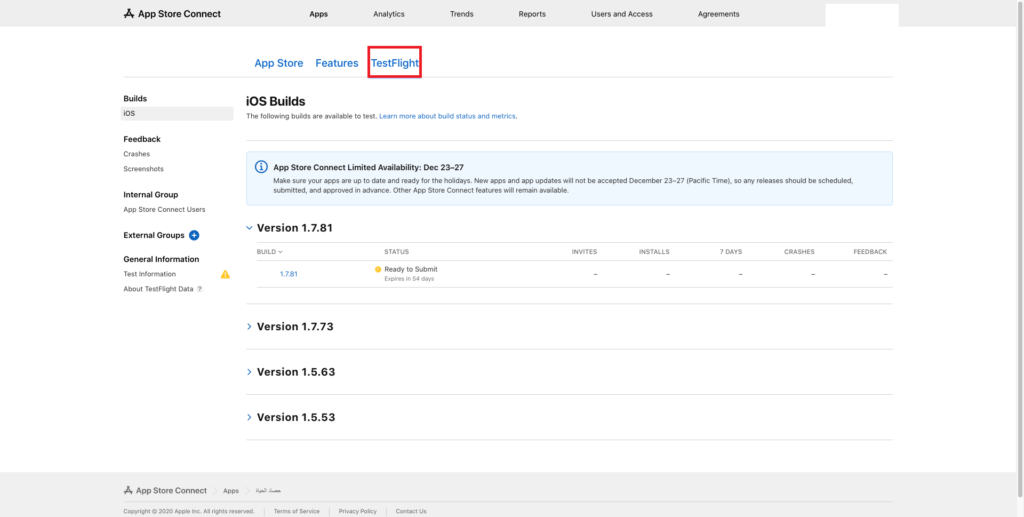 App Store Connect
Apps Analytics Trends Reports Users and Access Agreements
App Store Features TestFlight
Builds
iOS
Feedback
Crashes
Screenshots
Internal Group
App Store Connect Users
External Groups
General Information
Test Information
About TestFlight Data ?
iOS Builds
The following builds are available to test. Learn more about build status and metrics.
App Store Connect Limited Availability: Dec 23–27
Make sure your apps are up to date and ready for the holidays. New apps and app updates will not be accepted December 23–27 (Pacific Time), so any releases should be scheduled,
submitted, and approved in advance. Other App Store Connect features will remain available.
Version 1.7.81
BUILD STATUS INVITES INSTALLS 7 DAYS CRASHES FEEDBACK
1.7.81 Ready to Submit – – – – –
Expires in 54 days
Version 1.7.73
Version 1.5.63
Version 1.5.53
App Store Connect Apps حصاد الحياة
Copyright © 2020 Apple Inc. All rights reserved. Terms of Service Privacy Policy Contact Us